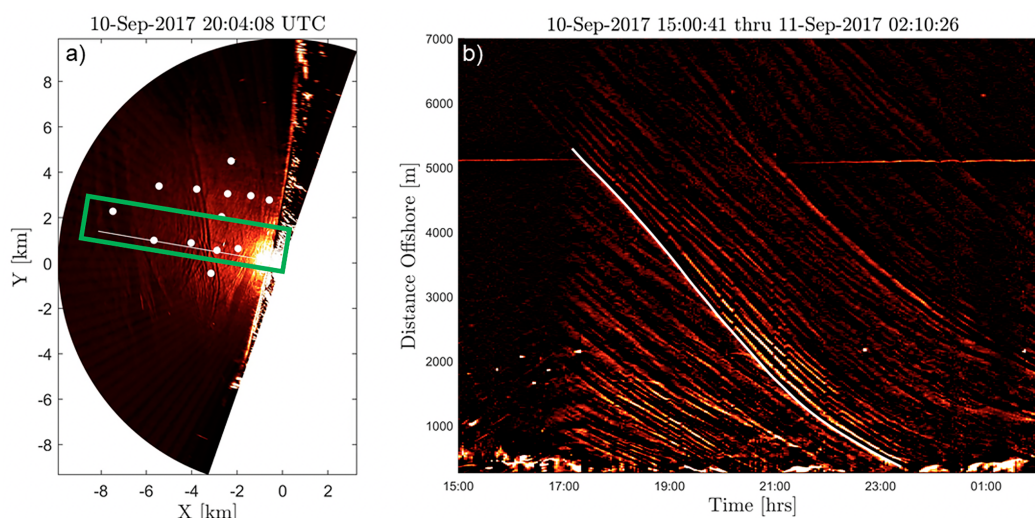 10-Sep-2017 20:04:08 UTC
a)
8
6
4
2
0
-2
-4
-6
-8
Y [km]
-8 -6 -4 -2 0 2
X [km]
10-Sep-2017 15:00:41 thru 11-Sep-2017 02:10:26
b)
7000
6000
5000
4000
3000
2000
1000
Distance Offshore [m]
15:00 17:00 19:00 21:00 23:00 01:00
Time [hrs]